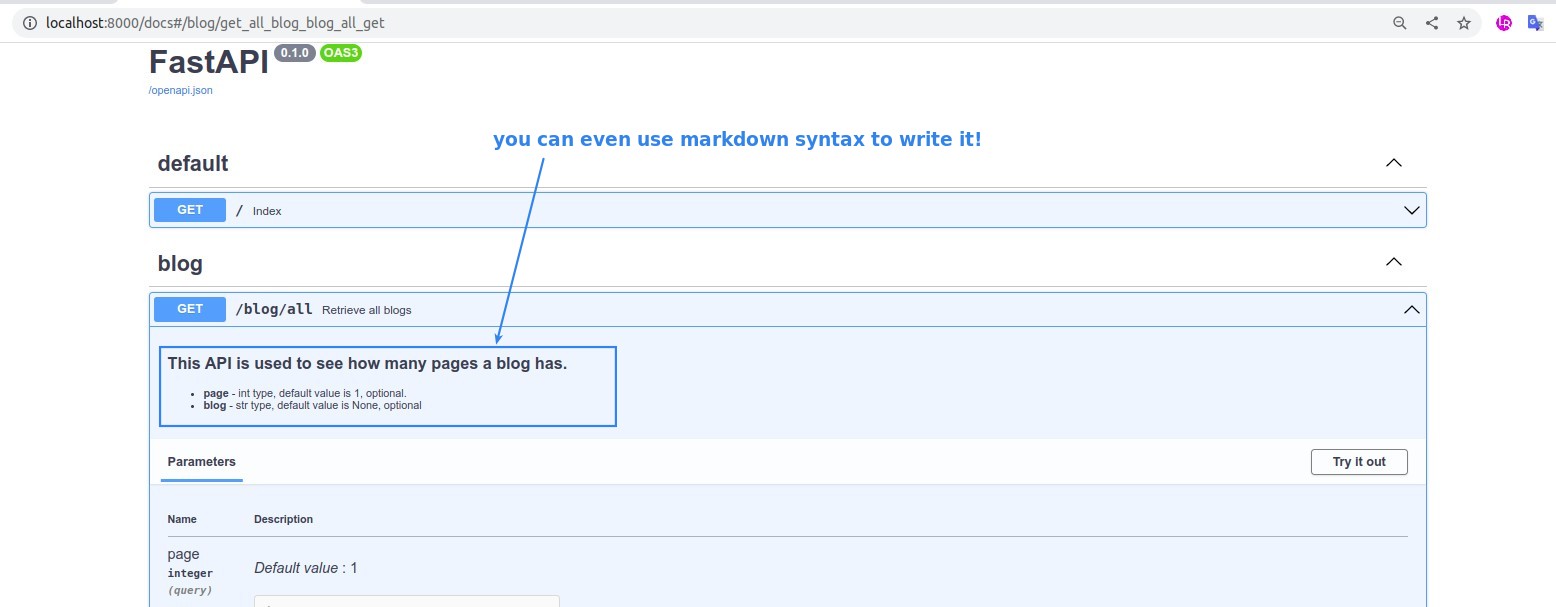 localhost:8000/docs#/blog/get_all_blog_blog_all_get
FastAPI 0.1.0 OAS3
/openapi.json
you can even use markdown syntax to write it!
default
GET / Index
blog
GET /blog/all Retrieve all blogs
This API is used to see how many pages a blog has.
• page - int type, default value is 1, optional.
• blog - str type, default value is None, optional
Parameters Try it out
Name Description
page
integer
(query)
Default value : 1